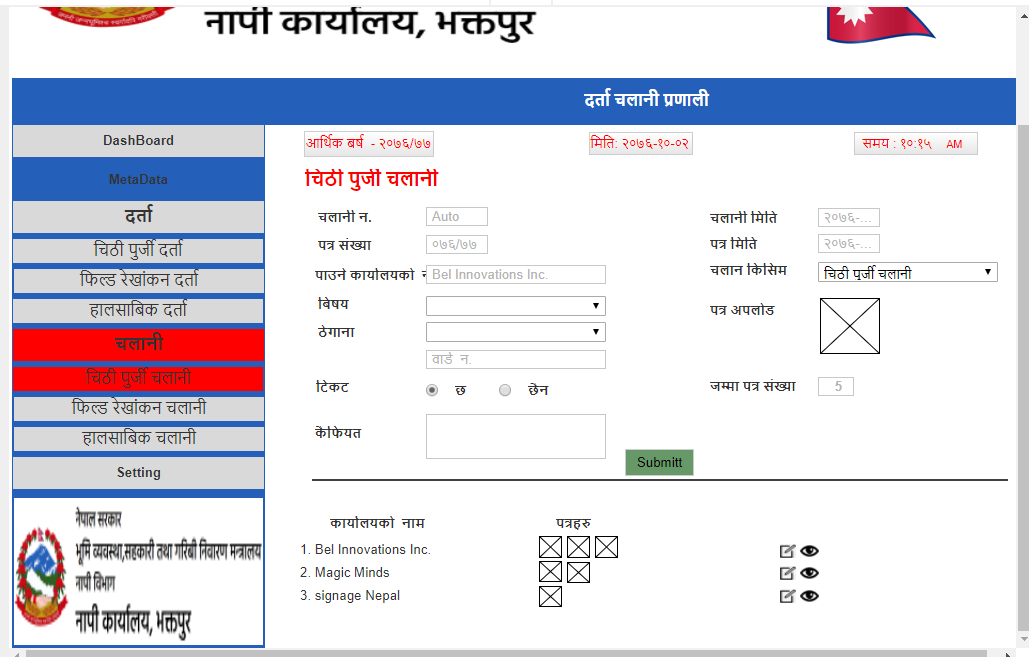 नापी कार्यालय, भक्तपुर
दर्ता चलानी प्रणाली
DashBoard
MetaData
दर्ता
चिठी पुर्जी दर्ता
फिल्ड रेखांकन दर्ता
हालसाबिक दर्ता
चलानी
चिठी पुर्जी चलानी
फिल्ड रेखांकन चलानी
हालसाबिक चलानी
Setting
नेपाल सरकार
भूमि व्यवस्था,सहकारी तथा गरिबी निवारण मन्त्रालय
नापी विभाग
नापी कार्यालय, भक्तपुर
आर्थिक बर्ष - २०७६/७७
मिति: २०७६-१०-०२
समय : १०:१५ AM
चिठी पुर्जी चलानी
चलानी न. Auto
चलानी मिति २०७६-...
पत्र संख्या ०७६/७७
पत्र मिति २०७६-...
पाउने कार्यालयको Bel Innovations Inc.
चलान किसिम चिठी पुर्जी चलानी
बिषय
पत्र अपलोड
ठेगाना
वार्ड न.
टिकट छ छैन
जम्मा पत्र संख्या 5
कैफियत
Submitt
कार्यालयको नाम पत्रहरु
1. Bel Innovations Inc.
2. Magic Minds
3. signage Nepal